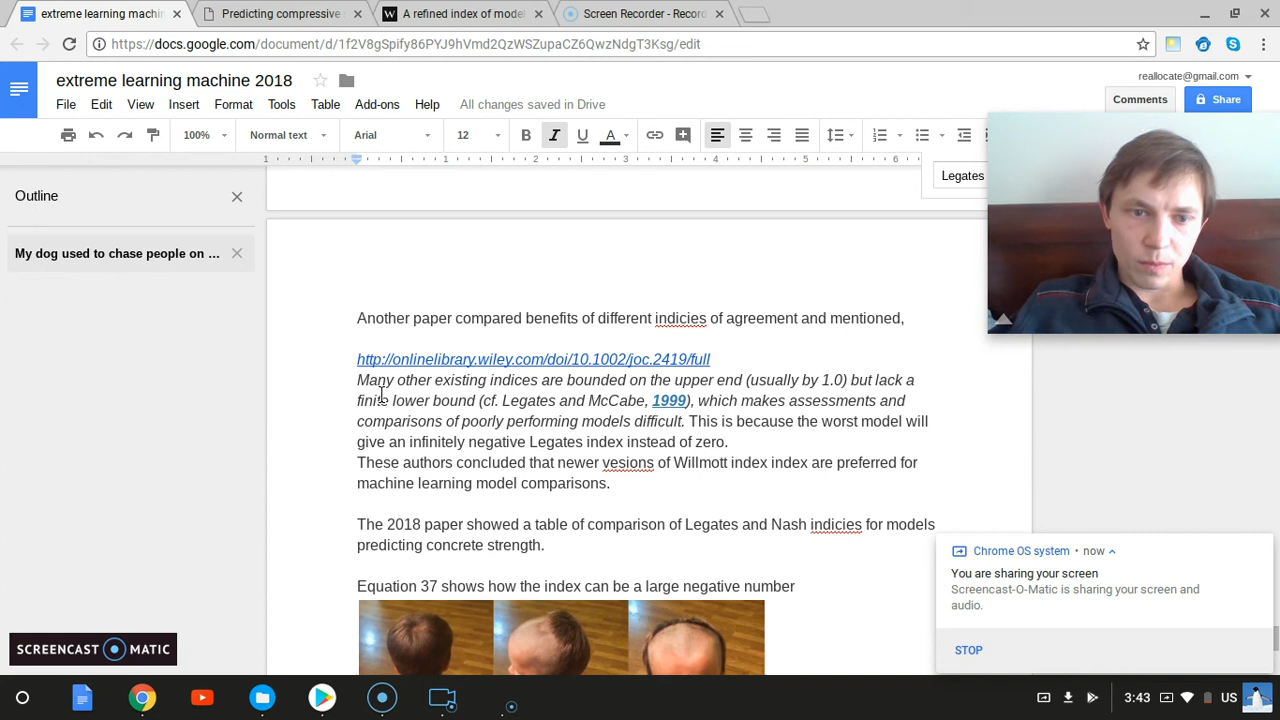 extreme learning machin
Predicting compressive
A refined index of model
Screen Recorder - Record
https://docs.google.com/document/d/1f2V8gSpify86PYJ9hVmd2QzWSZupaCZ6QwzNdgT3Ksg/edit
extreme learning machine 2018
reallocate@gmail.com
File Edit View Insert Format Tools Table Add-ons Help All changes saved in Drive
Comments
Share
100% Normal text Arial 12 B I U A
1 1 2 3 4 5 6
Legates
Outline
My dog used to chase people on ...
Another paper compared benefits of different indicies of agreement and mentioned,
http://onlinelibrary.wiley.com/doi/10.1002/joc.2419/full
Many other existing indices are bounded on the upper end (usually by 1.0) but lack a
finite lower bound (cf. Legates and McCabe, 1999), which makes assessments and
comparisons of poorly performing models difficult. This is because the worst model will
give an infinitely negative Legates index instead of zero.
These authors concluded that newer vesions of Willmott index index are preferred for
machine learning model comparisons.
The 2018 paper showed a table of comparison of Legates and Nash indicies for models
predicting concrete strength.
Equation 37 shows how the index can be a large negative number
Chrome OS system • now
You are sharing your screen
Screencast-O-Matic is sharing your screen and
audio.
STOP
SCREENCAST MATIC
3:43
US